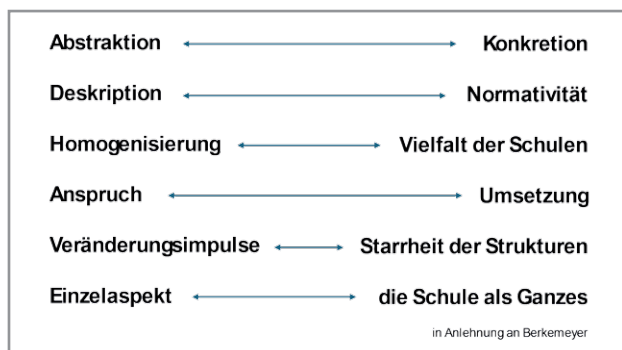 Abstraktion Konkretion
Deskription Normativität
Homogenisierung Vielfalt der Schulen
Anspruch Umsetzung
Veränderungsimpulse Starrheit der Strukturen
Einzelaspekt die Schule als Ganzes
in Anlehnung an Berkemeyer